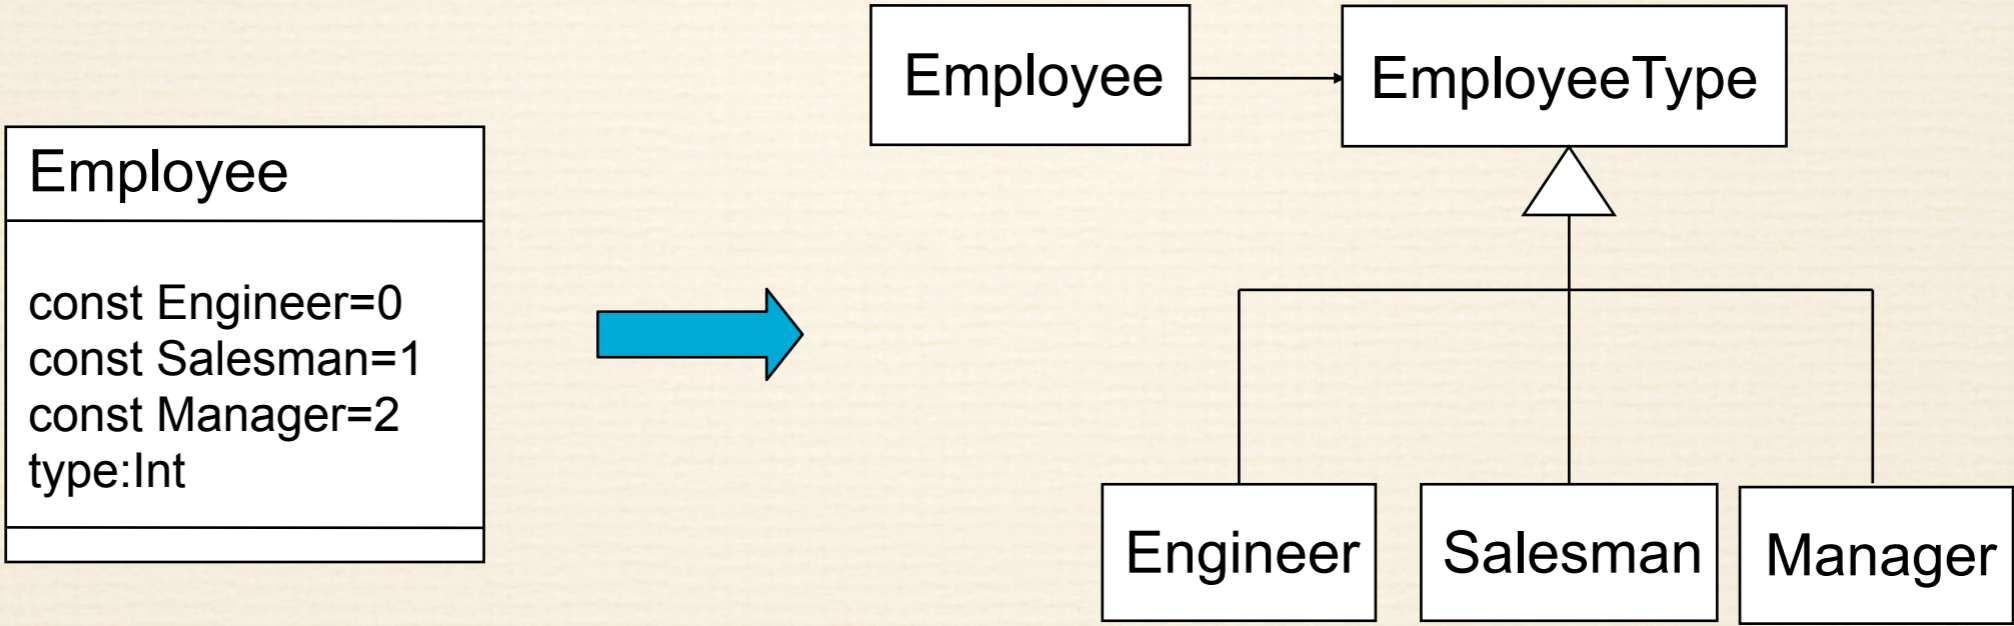 Employee
const Engineer=0
const Salesman=1
const Manager=2
type:Int
Employee
EmployeeType
Engineer
Salesman
Manager